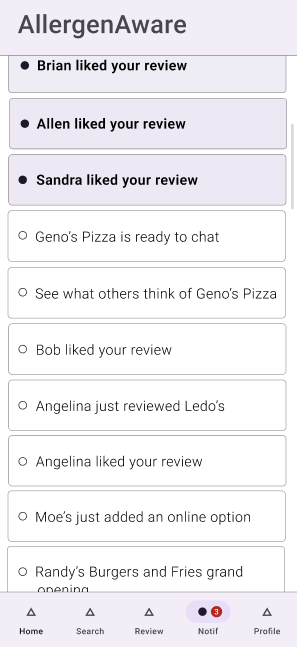 AllergenAware
Brian liked your review
Allen liked your review
Sandra liked your review
Geno's Pizza is ready to chat
See what others think of Geno's Pizza
Bob liked your review
Angelina just reviewed Ledo's
Angelina liked your review
Moe's just added an online option
Randy's Burgers and Fries grand
opening
3
Home Search Review Notif Profile